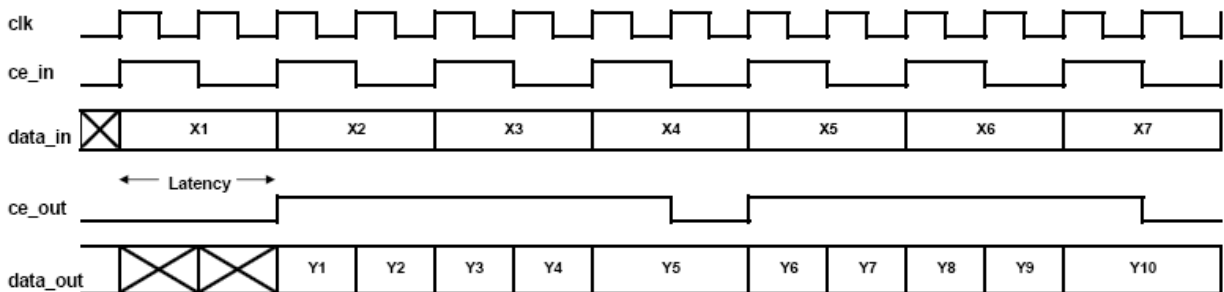 clk
ce_in
data_in X1 X2 X3 X4 X5 X6 X7
Latency
ce_out
data_out Y1 Y2 Y3 Y4 Y5 Y6 Y7 Y8 Y9 Y10